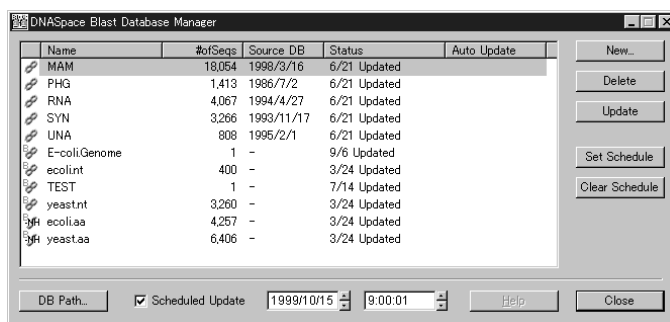 DNASpace Blast Database Manager
Name #ofSeqs Source DB Status Auto Update
MAM 18,054 1998/3/16 6/21 Updated
PHG 1,413 1986/7/2 6/21 Updated
RNA 4,067 1994/4/27 6/21 Updated
SYN 3,266 1993/11/17 6/21 Updated
UNA 808 1995/2/1 6/21 Updated
E-coli.Genome 1 - 9/6 Updated
ecoli.nt 400 - 3/24 Updated
TEST 1 - 7/14 Updated
yeast.nt 3,260 - 3/24 Updated
ecoli.aa 4,257 - 3/24 Updated
yeast.aa 6,406 - 3/24 Updated
New...
Delete
Update
Set Schedule
Clear Schedule
DB Path... Scheduled Update 1999/10/15 9:00:01 Help Close